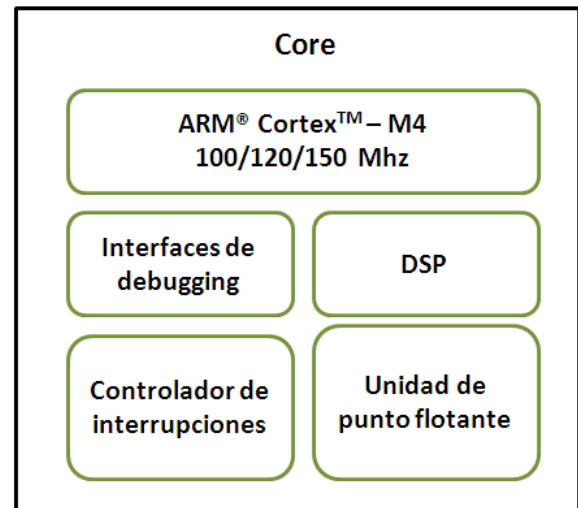 Core
ARM® Cortex™ – M4
100/120/150 Mhz
Interfaces de
debugging
DSP
Controlador de
interrupciones
Unidad de
punto flotante